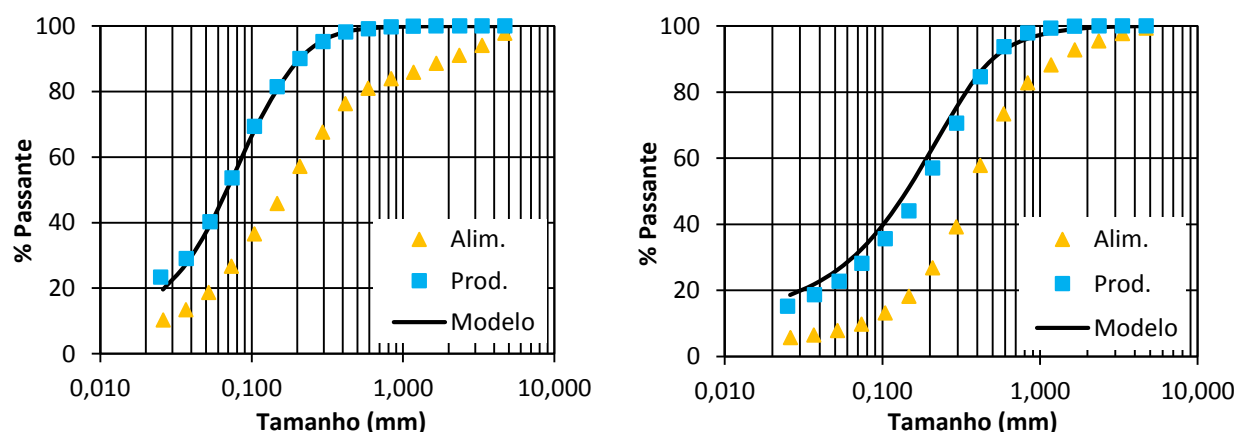 % Passante
100
80
60
40
20
0
Alim.
Prod.
Modelo
0,010
0,100
1,000
10,000
Tamanho (mm)
% Passante
100
80
60
40
20
0
Alim.
Prod.
Modelo
0,010
0,100
1,000
10,000
Tamanho (mm)